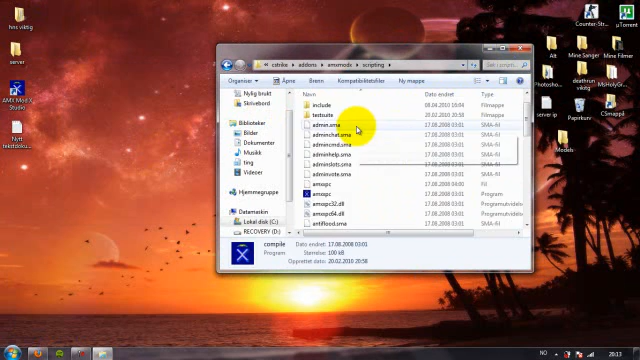 hns viktig
server
AMX Mod X
Studio
Nytt
tekstdoku...
Counter-Str...
µTorrent
Alt
Mine Sanger
Mine Filmer
Photoshop...
deathrun
viktig
MsHolyGr...
server ip
Papirkurv
CSmappå
Models
cstrike ▸ addons ▸ amxmodx ▸ scripting ▸
Søk i scripti...
Organiser
Åpne
Brenn
Kompatibilitetsfiler
Ny mappe
Nylig brukt
Skrivebord
Biblioteker
Bilder
Dokumenter
Musikk
ting
Videoer
Hjemmegruppe
Datamaskin
Lokal disk (C:)
RECOVERY (D:)
Navn
Dato endret
Type
include 08.04.2010 16:04 Filmappe
testsuite 20.02.2010 20:58 Filmappe
admin.sma 17.08.2008 03:01 SMA-fil
adminchat.sma 17.08.2008 03:01 SMA-fil
admincmd.sma 17.08.2008 03:01 SMA-fil
adminhelp.sma 17.08.2008 03:01 SMA-fil
adminslots.sma 17.08.2008 03:01 SMA-fil
adminvote.sma 17.08.2008 03:01 SMA-fil
amxxpc 17.08.2008 04:00 Fil
amxxpc 17.08.2008 03:01 Program
amxxpc32.dll 17.08.2008 03:01 Programutvidels
amxxpc64.dll 17.08.2008 03:01 Programutvidels
antiflood.sma 17.08.2008 03:01 SMA-fil
compile Dato endret: 17.08.2008 03:01
Program Størrelse: 100 kB
Opprettet dato: 20.02.2010 20:58
NO
20:13